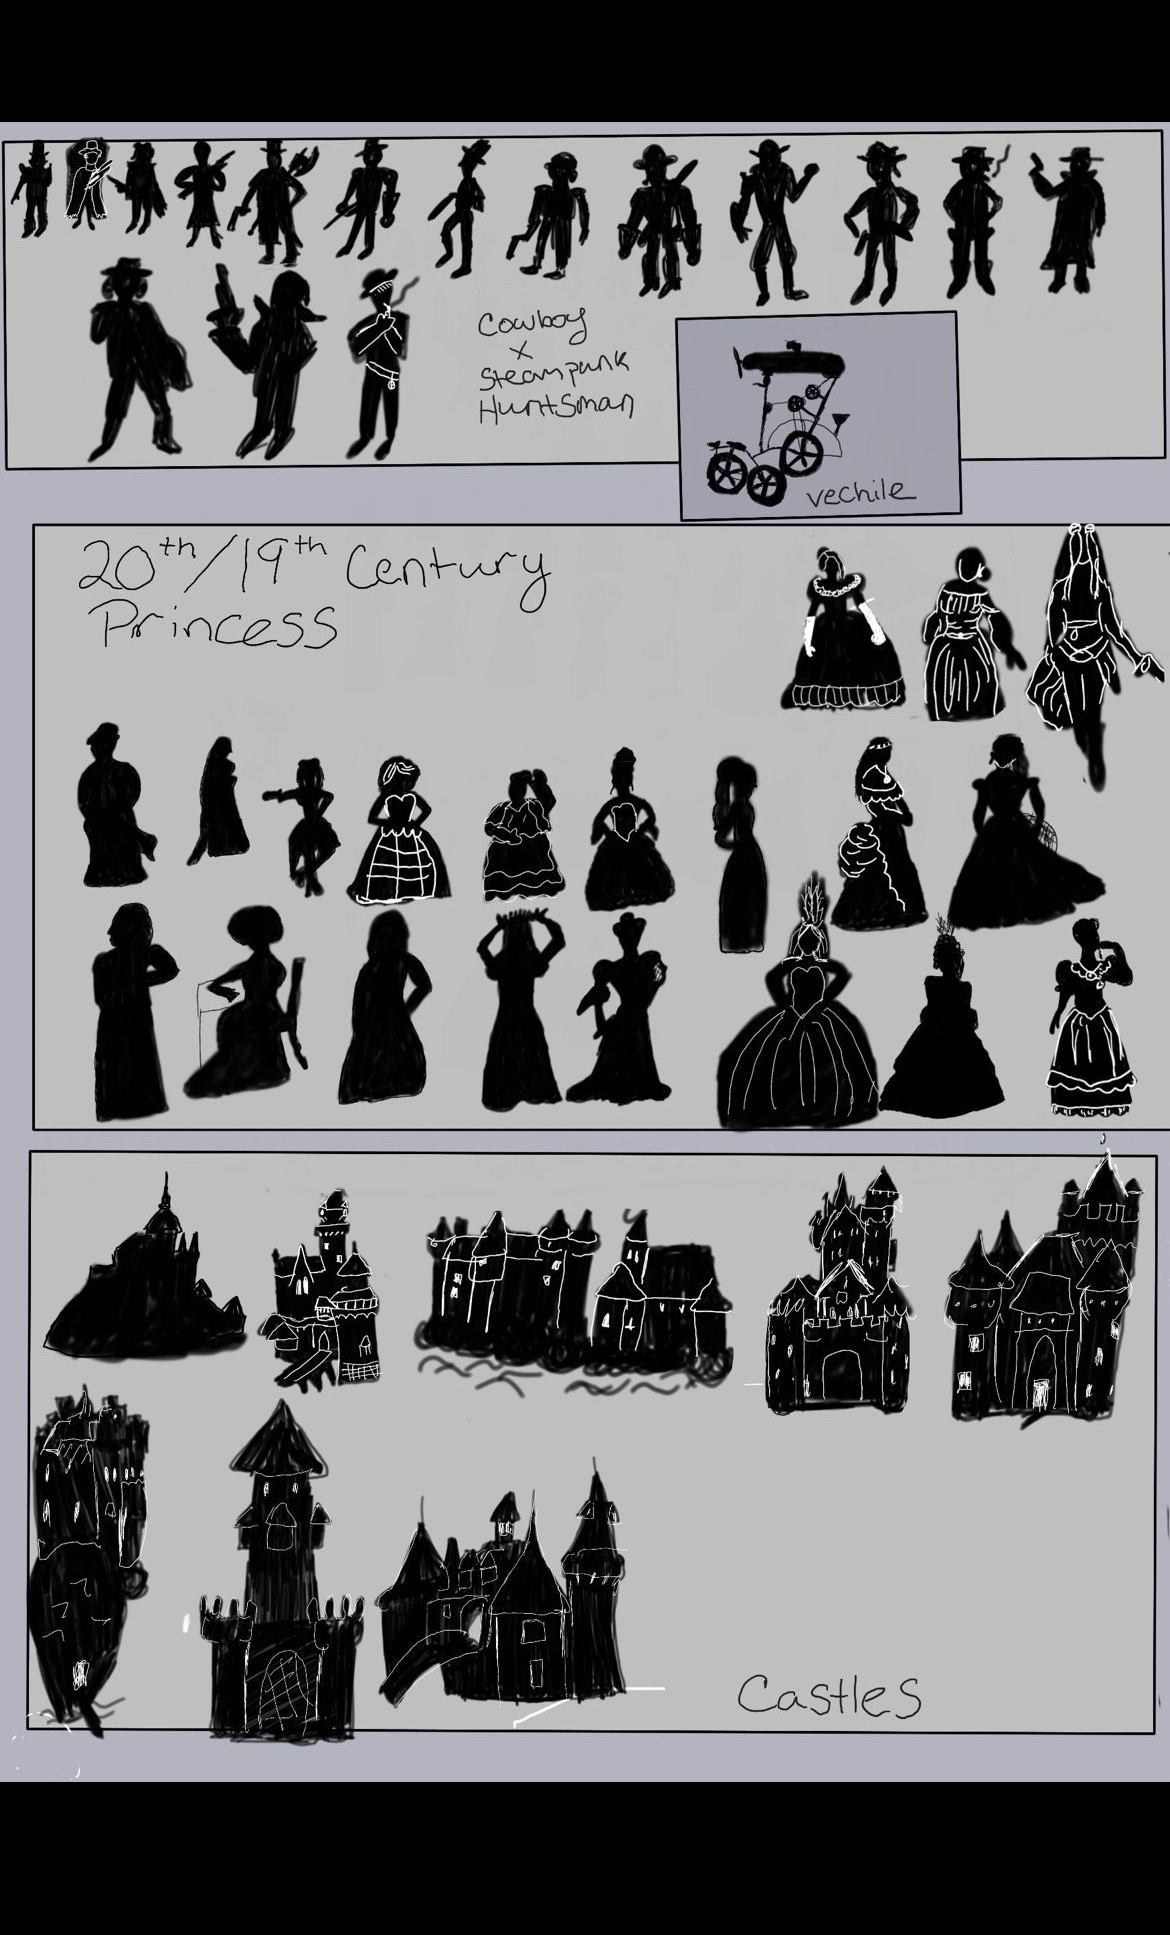 Cowboy
x
Steampunk
Huntsman
vechile
20th/19th Century
Princess
Castles